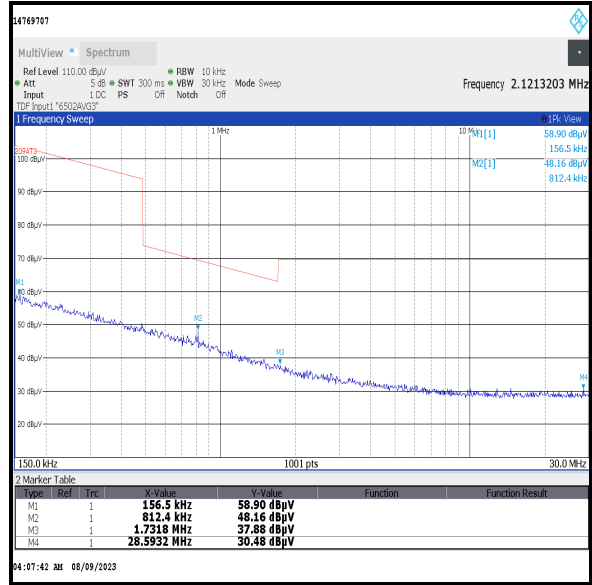 14769707
MultiView Spectrum
Ref Level 110.00 dBµV RBW 10 kHz
Att 5 dB SWT 300 ms VBW 30 kHz Mode Sweep Frequency 2.1213203 MHz
Input 1 DC PS Off Notch Off
TDF Input1 "6502AVG3"
1 Frequency Sweep 1Pk View
1 MHz 10 M
M1[1] 58.90 dBµV
156.5 kHz
M2[1] 48.16 dBµV
812.4 kHz
209AT3
100 dBµV
90 dBµV
80 dBµV
70 dBµV
M1
50 dBµV
M2
40 dBµV
M3
M4
30 dBµV
20 dBµV
150.0 kHz 1001 pts 30.0 MHz
2 Marker Table
Type Ref Trc X-Value Y-Value Function Function Result
M1 1 156.5 kHz 58.90 dBµV
M2 1 812.4 kHz 48.16 dBµV
M3 1 1.7318 MHz 37.88 dBµV
M4 1 28.5932 MHz 30.48 dBµV
04:07:42 AM 08/09/2023